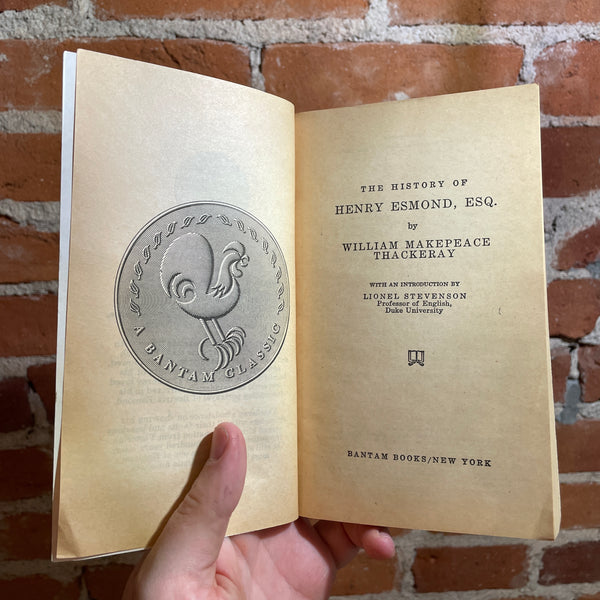 A BANTAM CLASSIC
THE HISTORY OF
HENRY ESMOND, ESQ.
by
WILLIAM MAKEPEACE
THACKERAY
WITH AN INTRODUCTION BY
LIONEL STEVENSON
Professor of English,
Duke University
BANTAM BOOKS/NEW YORK